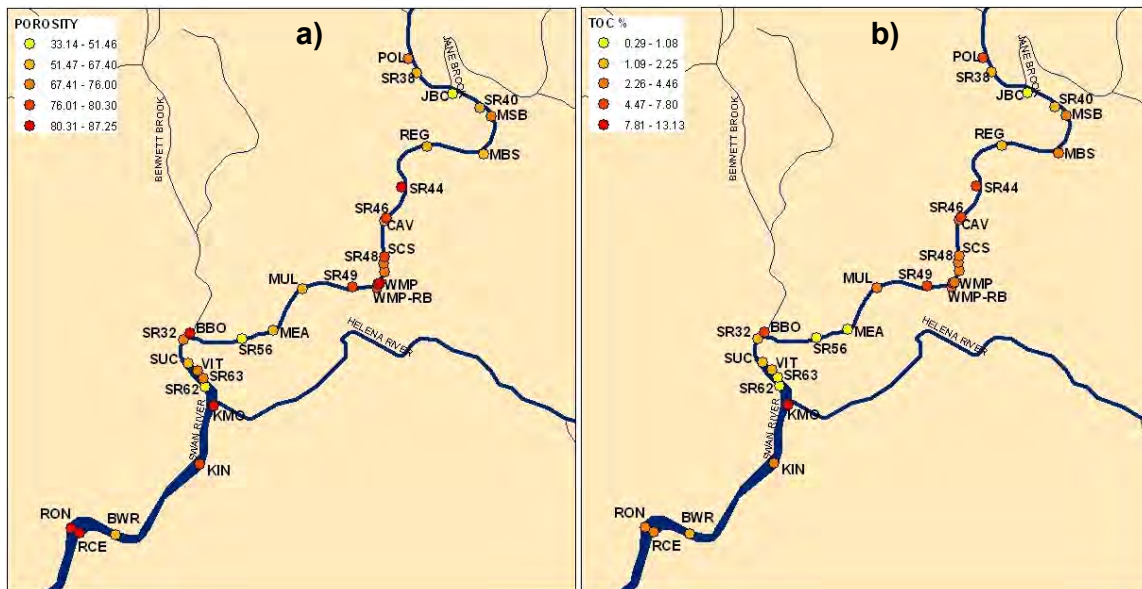 a)
POROSITY
33.14 - 51.46
51.47 - 67.40
67.41 - 76.00
76.01 - 80.30
80.31 - 87.25
BENNETT BROOK
JANE BROOK
POL
SR38
JBC
SR40
MSB
REG
MBS
SR44
SR46
CAV
SCS
SR48
SR49
WMP
WMP-RB
MUL
HELENA RIVER
SR32
BBO
SR56
MEA
SUC
VIT
SR63
SR62
KMO
SWAN RIVER
KIN
RON
BWR
RCE
b)
TOC %
0.29 - 1.08
1.09 - 2.25
2.26 - 4.46
4.47 - 7.80
7.81 - 13.13
BENNETT BROOK
JANE BROOK
POL
SR38
JBC
SR40
MSB
REG
MBS
SR44
SR46
CAV
SCS
SR48
SR49
WMP
WMP-RB
MUL
HELENA RIVER
SR32
BBO
SR56
MEA
SUC
VIT
SR63
SR62
KMO
SWAN RIVER
KIN
RON
BWR
RCE